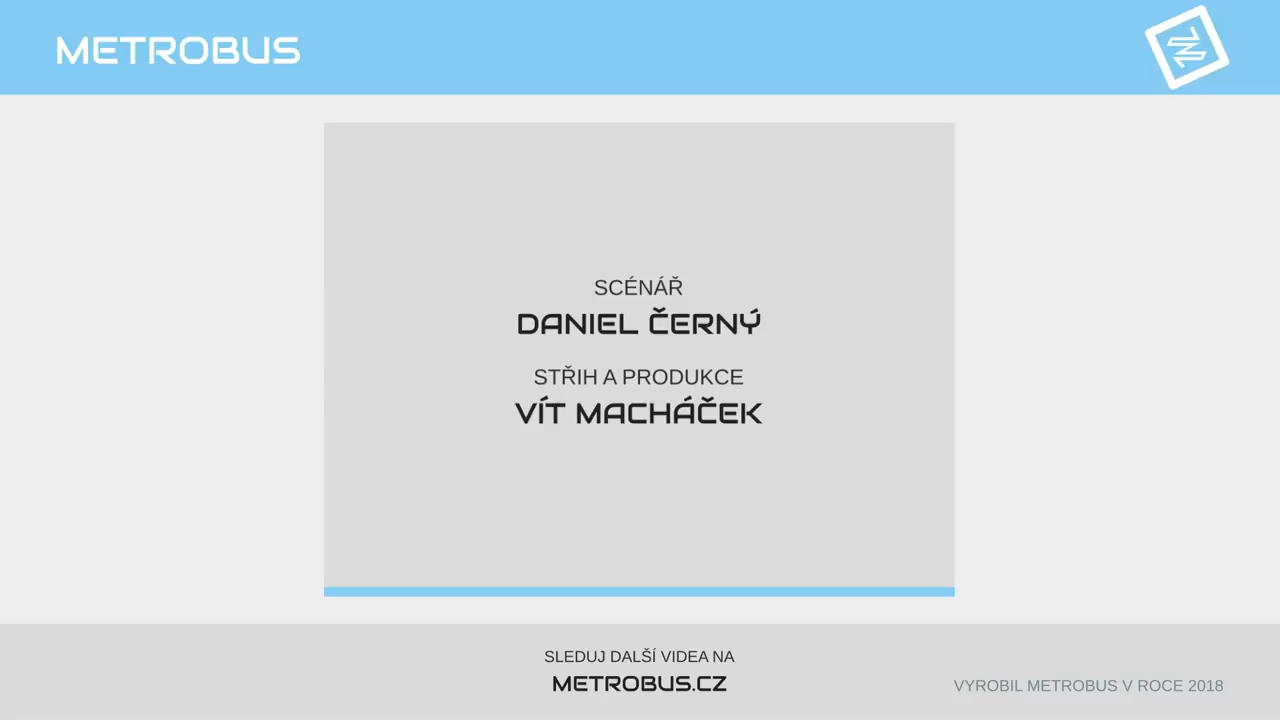 METROBUS
SCÉNÁŘ
DANIEL ČERNÝ
STŘIH A PRODUKCE
VÍT MACHÁČEK
SLEDUJ DALŠÍ VIDEA NA
METROBUS.CZ
VYROBIL METROBUS V ROCE 2018